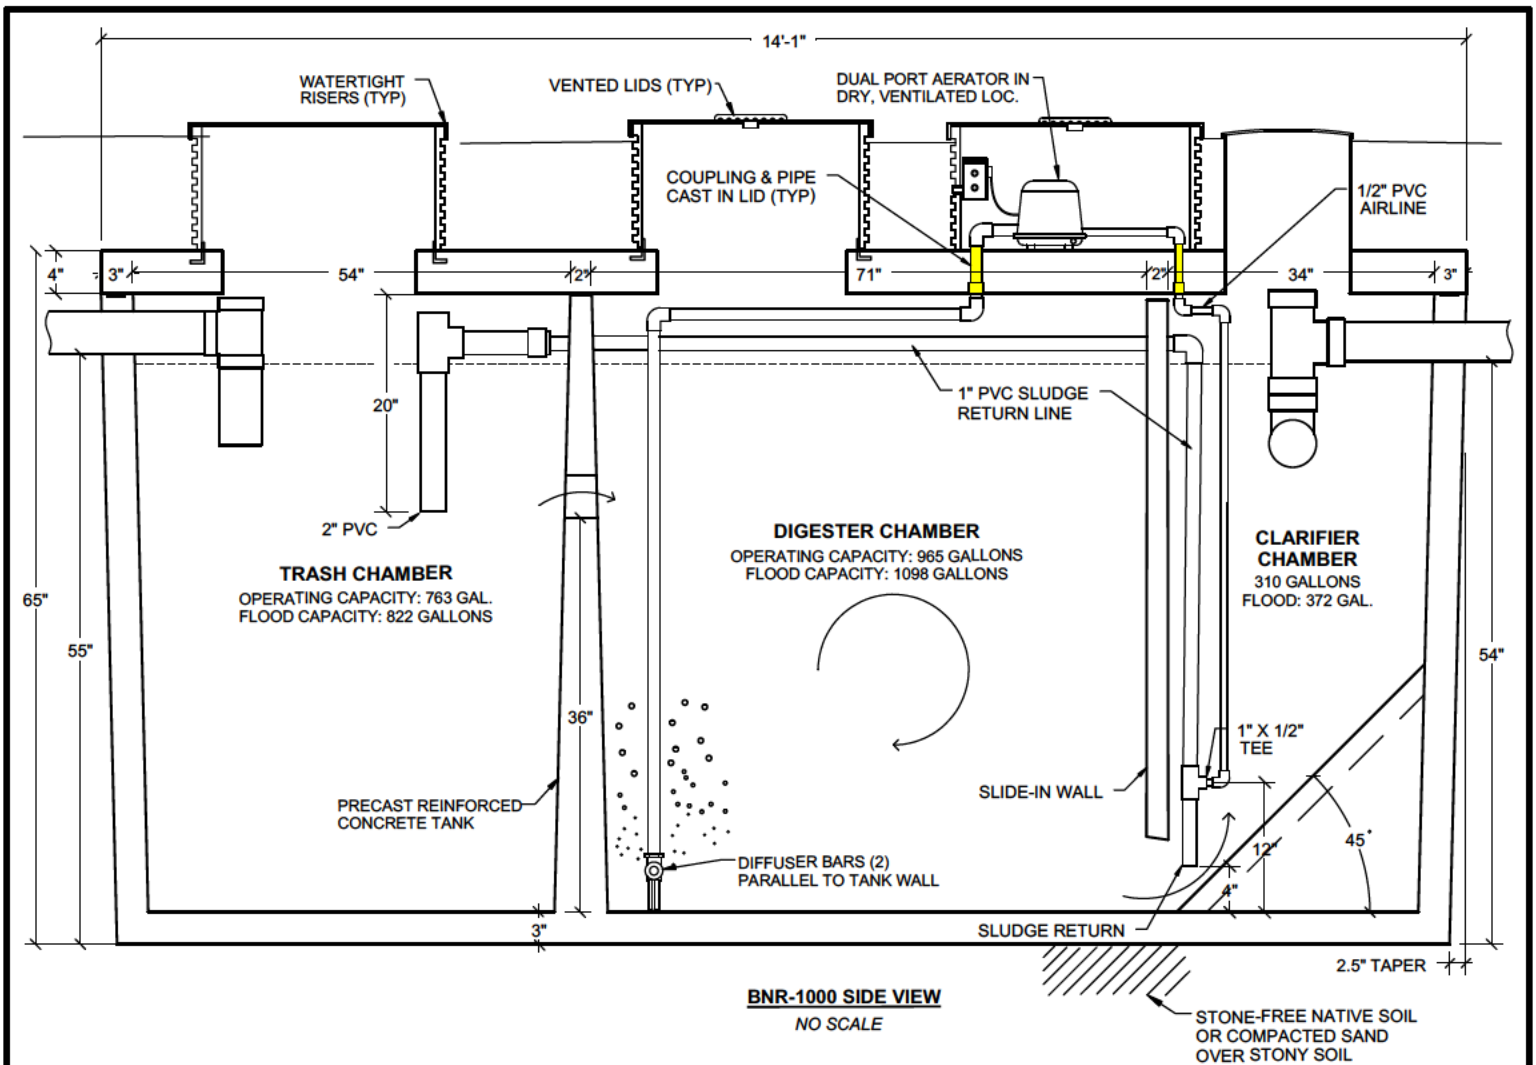 14'-1"
WATERTIGHT
RISERS (TYP)
VENTED LIDS (TYP)
DUAL PORT AERATOR IN
DRY, VENTILATED LOC.
COUPLING & PIPE
CAST IN LID (TYP)
1/2" PVC
AIRLINE
4"
3"
54"
2"
71"
2"
34"
3"
20"
1" PVC SLUDGE
RETURN LINE
2" PVC
TRASH CHAMBER
OPERATING CAPACITY: 763 GAL.
FLOOD CAPACITY: 822 GALLONS
DIGESTER CHAMBER
OPERATING CAPACITY: 965 GALLONS
FLOOD CAPACITY: 1098 GALLONS
CLARIFIER
CHAMBER
310 GALLONS
FLOOD: 372 GAL.
65"
55"
54"
36"
1" X 1/2"
TEE
SLIDE-IN WALL
PRECAST REINFORCED
CONCRETE TANK
45°
12"
DIFFUSER BARS (2)
PARALLEL TO TANK WALL
4"
3"
SLUDGE RETURN
2.5" TAPER
BNR-1000 SIDE VIEW
NO SCALE
STONE-FREE NATIVE SOIL
OR COMPACTED SAND
OVER STONY SOIL